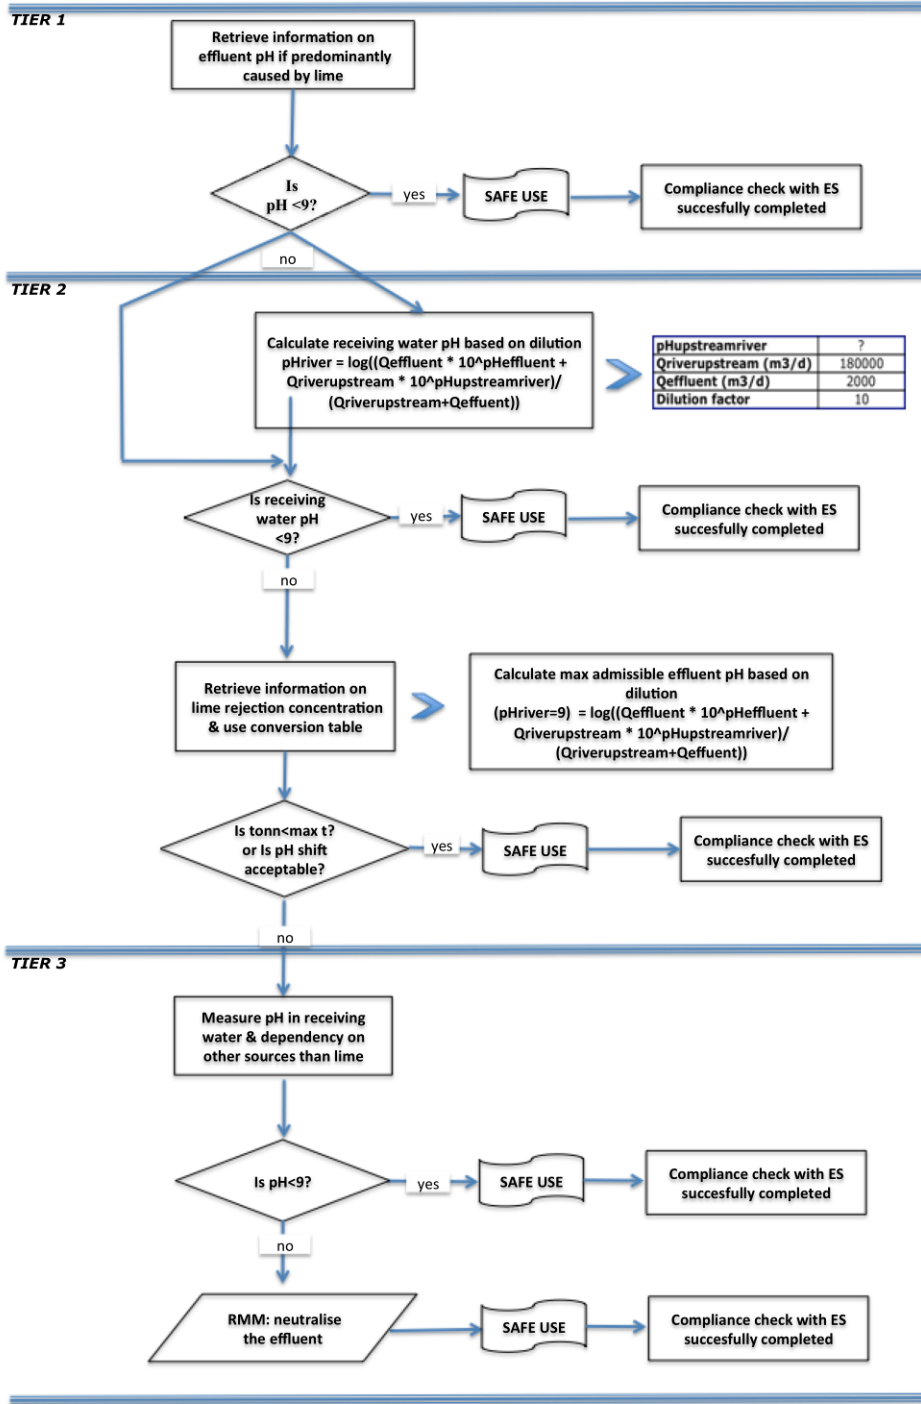 TIER 1
Retrieve information on
effluent pH if predominantly
caused by lime
Is
pH <9?
yes
SAFE USE
Compliance check with ES
succesfully completed
no
TIER 2
Calculate receiving water pH based on dilution
pHriver = log((Qeffluent * 10^pHeffluent +
Qriverupstream * 10^pHupstreamriver)/
(Qriverupstream+Qeffuent))
pHupstreamriver ?
Qriverupstream (m3/d) 180000
Qeffluent (m3/d) 2000
Dilution factor 10
Is receiving
water pH
<9?
yes
SAFE USE
Compliance check with ES
succesfully completed
no
Retrieve information on
lime rejection concentration
& use conversion table
Calculate max admissible effluent pH based on
dilution
(pHriver=9) = log((Qeffluent * 10^pHeffluent +
Qriverupstream * 10^pHupstreamriver)/
(Qriverupstream+Qeffuent))
Is tonn<max t?
or Is pH shift
acceptable?
yes
SAFE USE
Compliance check with ES
succesfully completed
no
TIER 3
Measure pH in receiving
water & dependency on
other sources than lime
Is pH<9?
yes
SAFE USE
Compliance check with ES
succesfully completed
no
RMM: neutralise
the effluent
SAFE USE
Compliance check with ES
succesfully completed